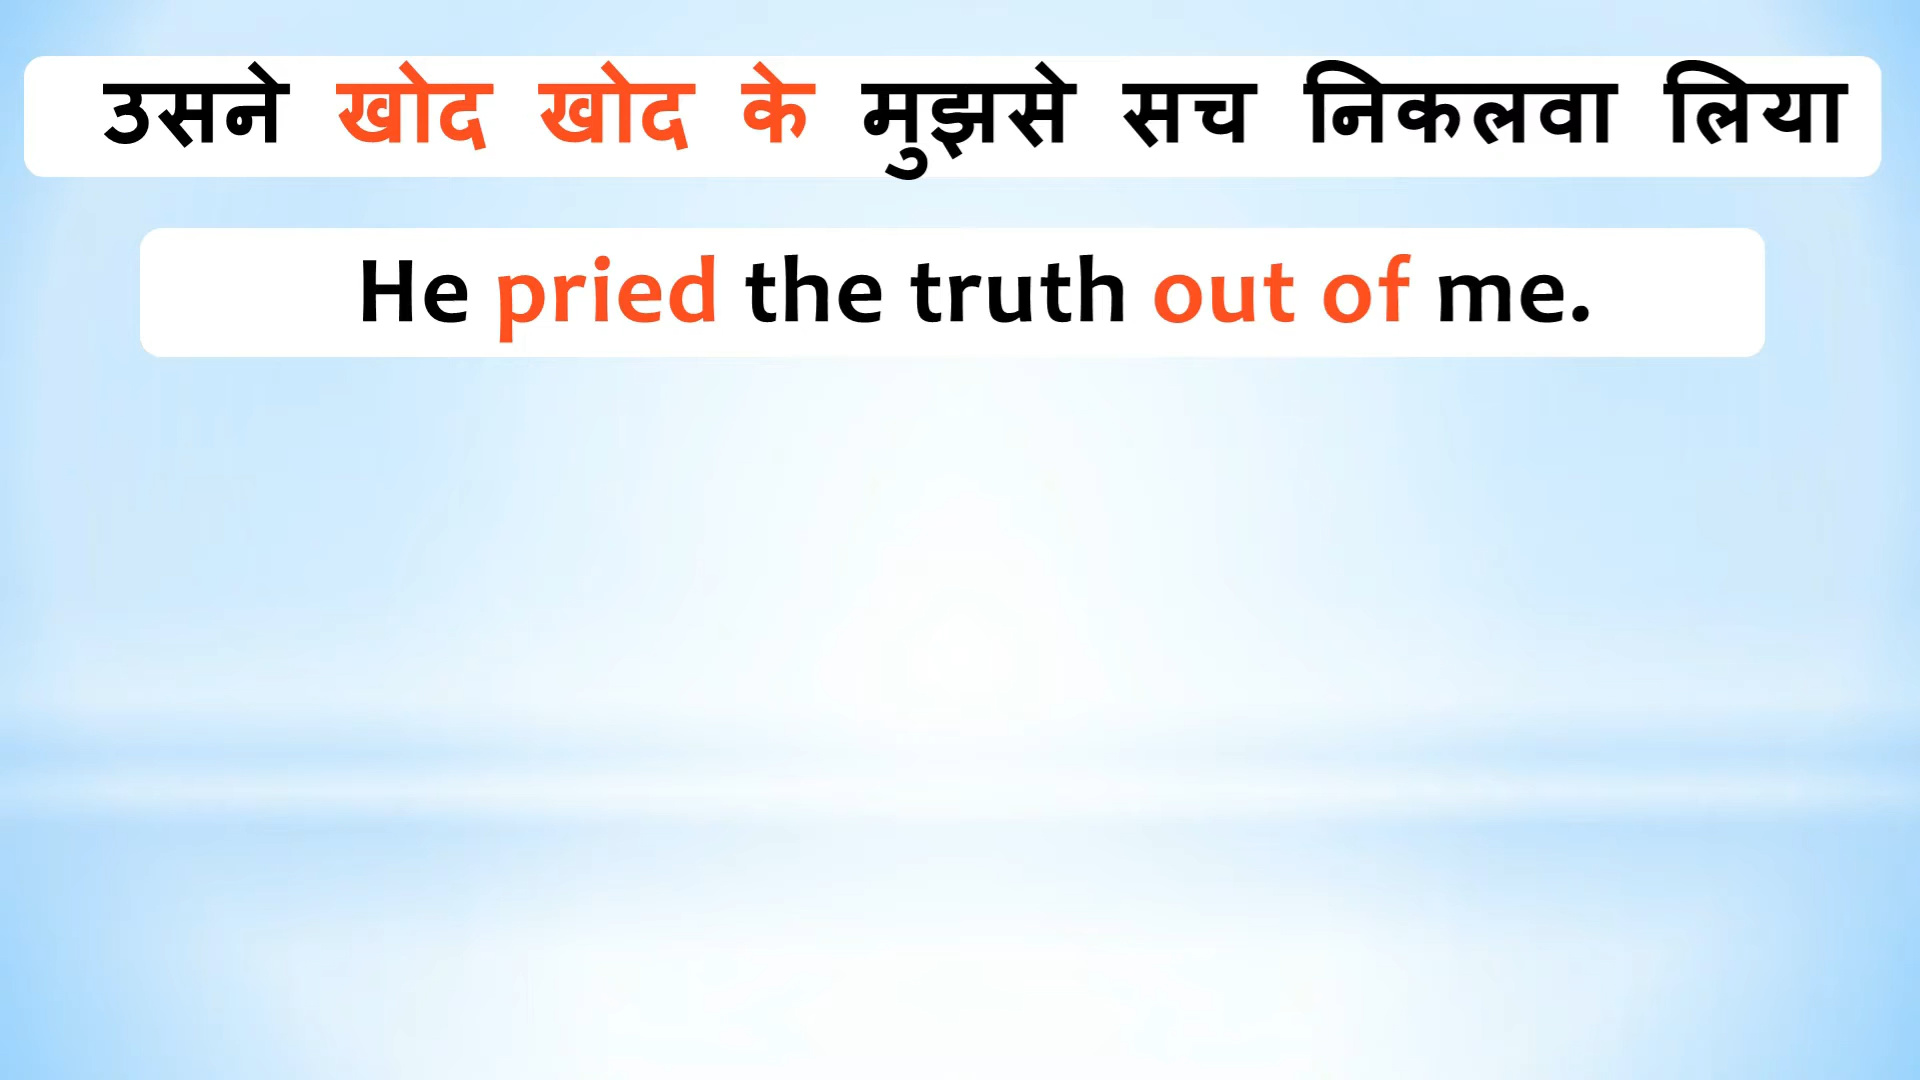 उसने खोद खोद के मुझसे सच निकलवा लिया
He pried the truth out of me.